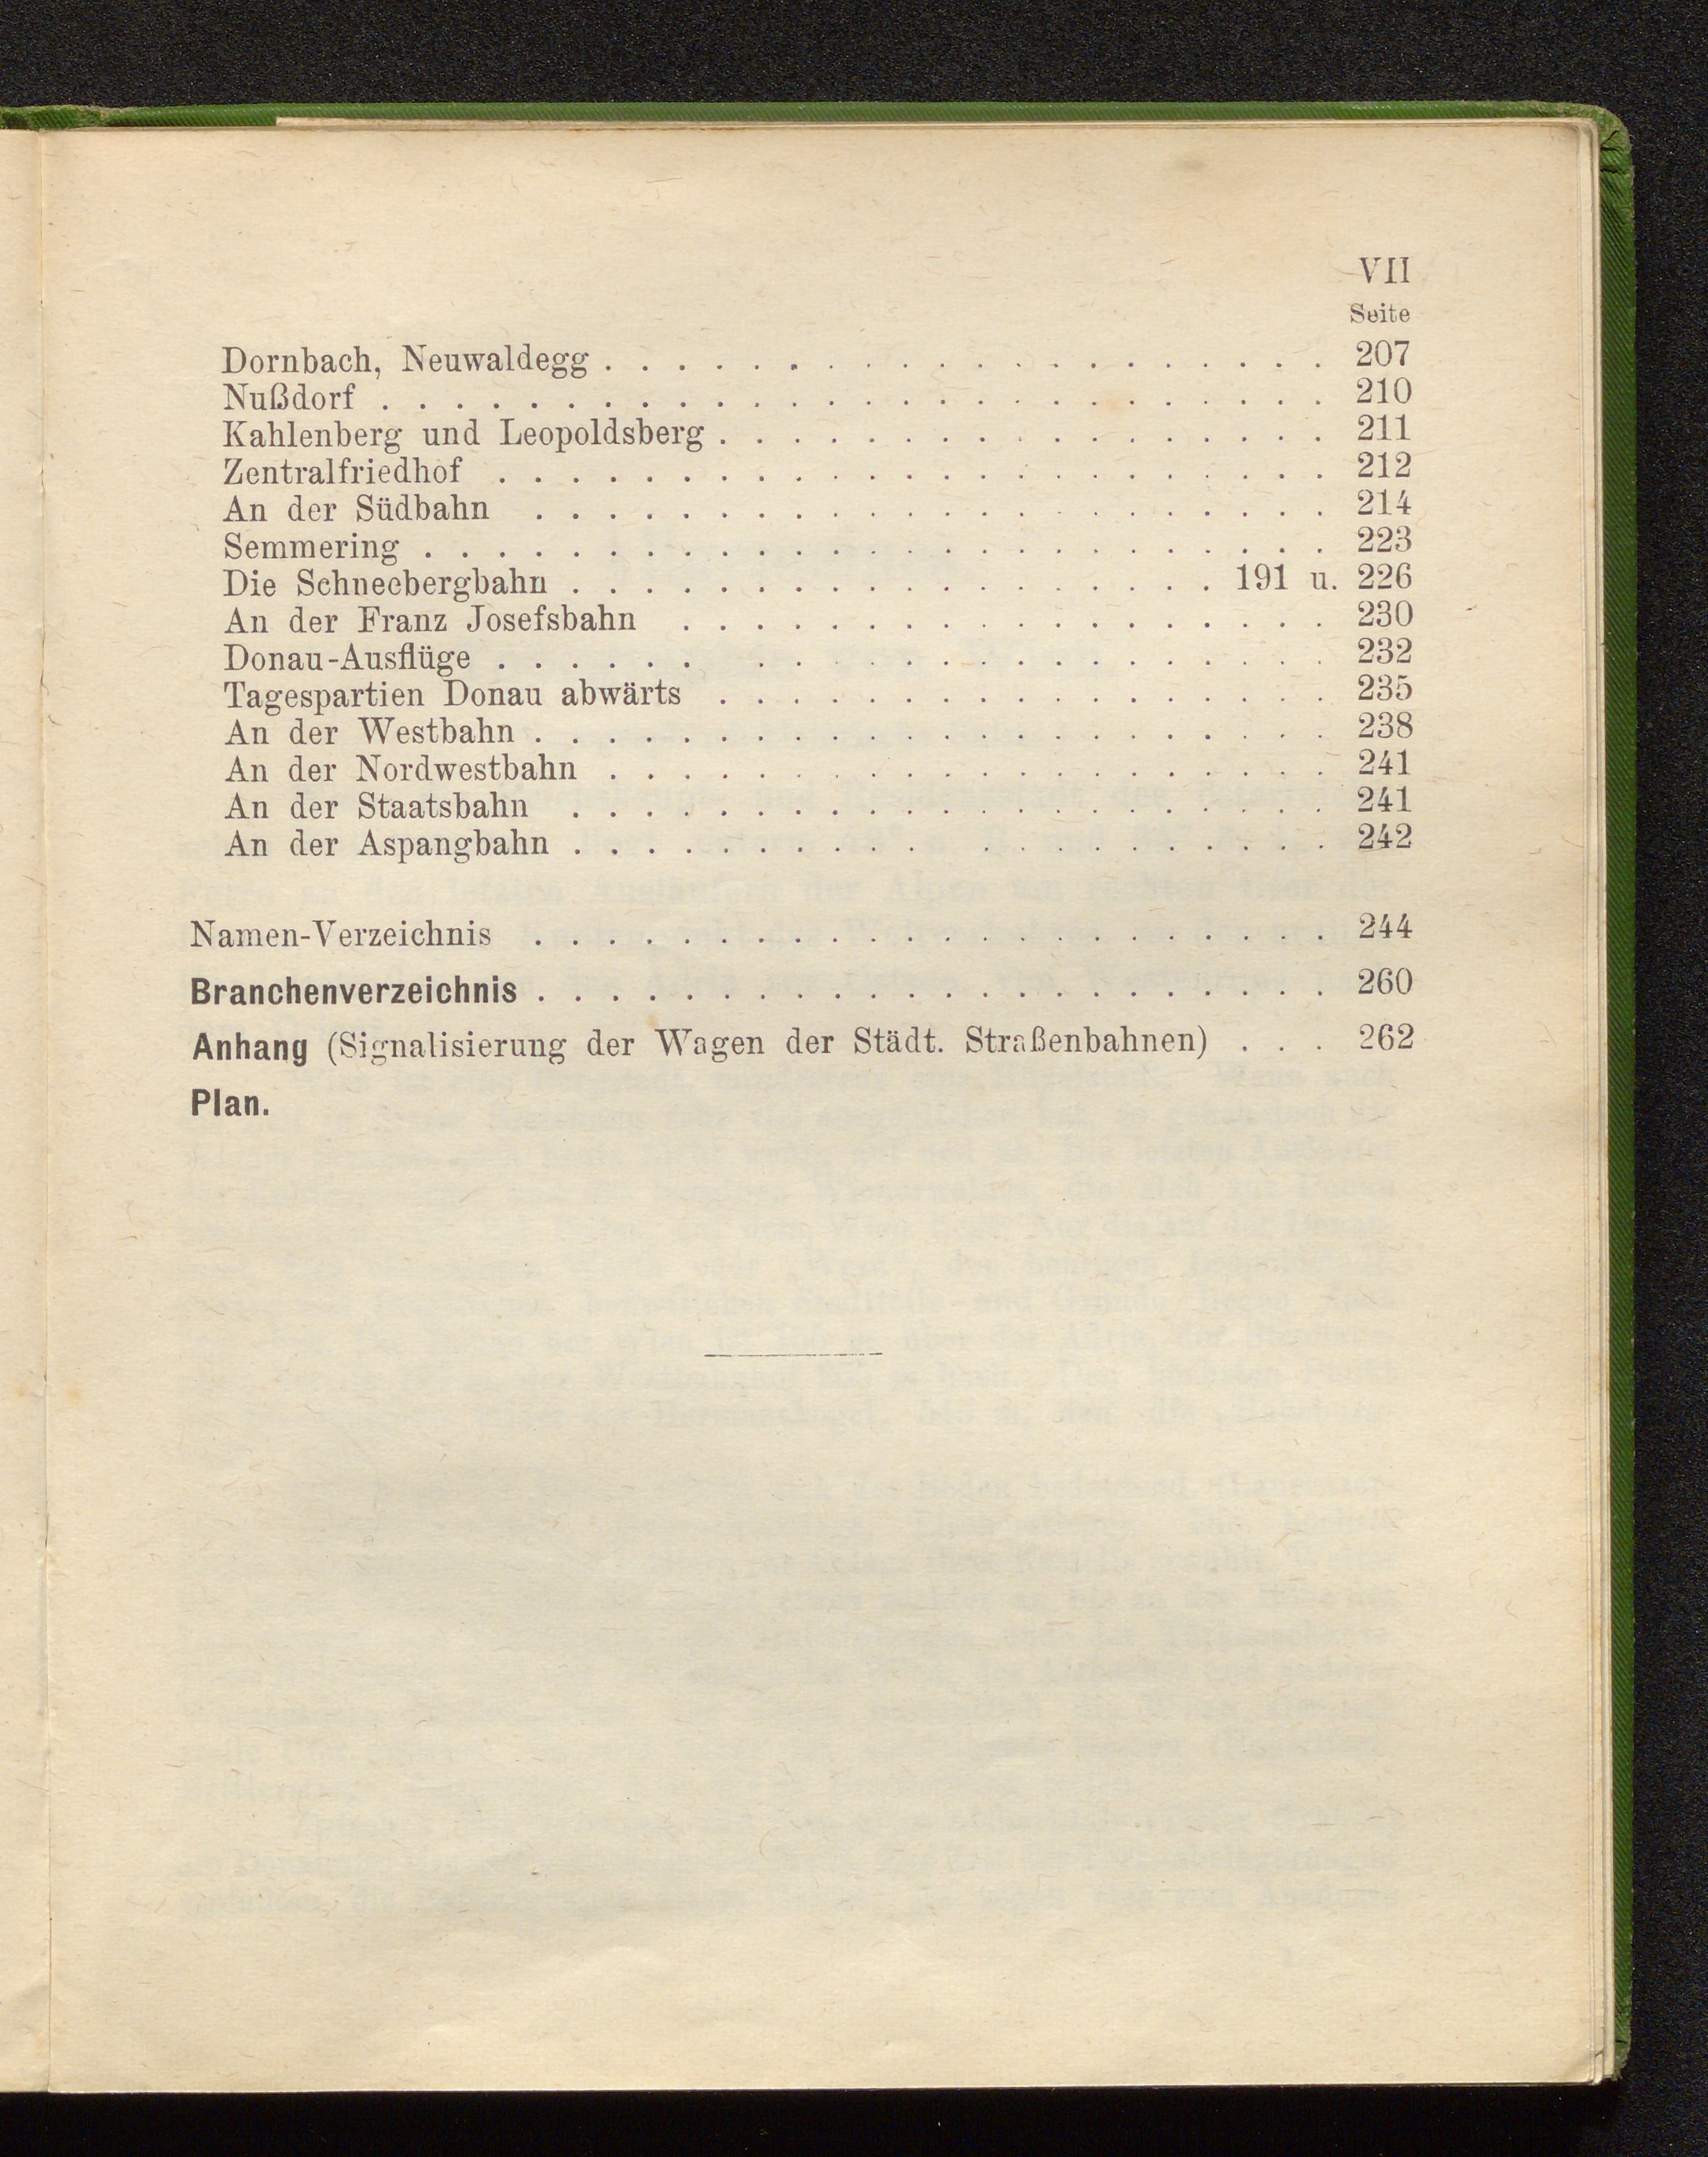 VII
Seite
Dornbach, Neuwaldegg . . . . . . . . . . . . . . . . . . . . 207
Nußdorf . . . . . . . . . . . . . . . . . . . . . . . . . . 210
Kahlenberg und Leopoldsberg . . . . . . . . . . . . . . . . . 211
Zentralfriedhof . . . . . . . . . . . . . . . . . . . . . . . 212
An der Südbahn . . . . . . . . . . . . . . . . . . . . . . 214
Semmering . . . . . . . . . . . . . . . . . . . . . . . . . 223
Die Schneebergbahn . . . . . . . . . . . . . . . . . . 191 u. 226
An der Franz Josefsbahn . . . . . . . . . . . . . . . . . . 230
Donau-Ausflüge . . . . . . . . . . . . . . . . . . . . . . 232
Tagespartien Donau abwärts . . . . . . . . . . . . . . . . . 235
An der Westbahn . . . . . . . . . . . . . . . . . . . . . . 238
An der Nordwestbahn . . . . . . . . . . . . . . . . . . . . 241
An der Staatsbahn . . . . . . . . . . . . . . . . . . . . . 241
An der Aspangbahn . . . . . . . . . . . . . . . . . . . . . 242
Namen-Verzeichnis . . . . . . . . . . . . . . . . . . . . . . 244
Branchenverzeichnis . . . . . . . . . . . . . . . . . . . . . . 260
Anhang (Signalisierung der Wagen der Städt. Straßenbahnen) . . . 262
Plan.